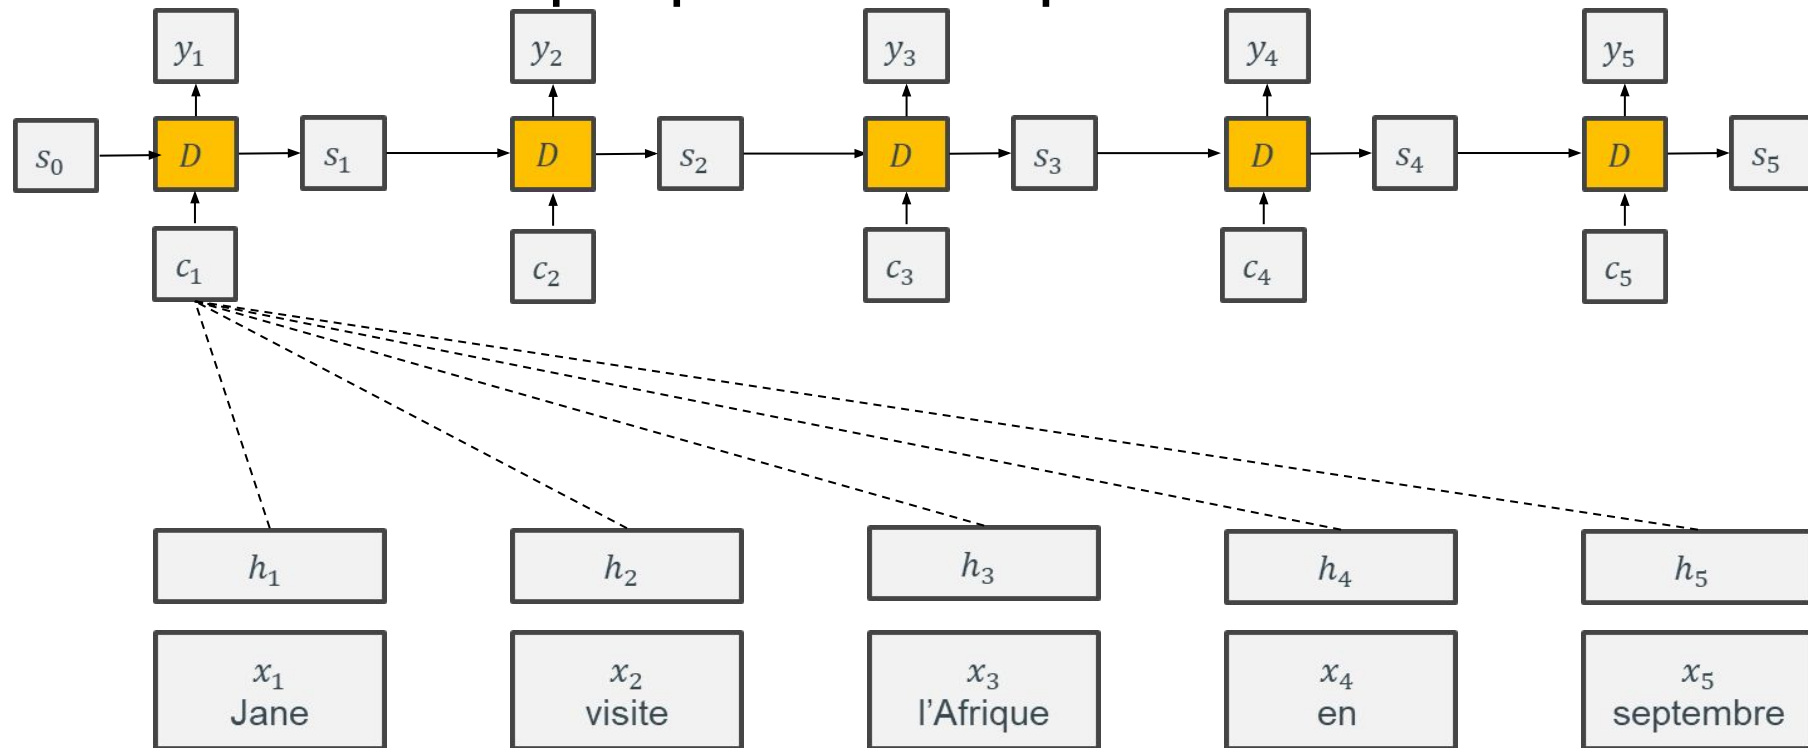 y₁ y₂ y₃ y₄ y₅
s₀ D s₁ D s₂ D s₃ D s₄ D s₅
c₁ c₂ c₃ c₄ c₅
h₁ h₂ h₃ h₄ h₅
x₁ x₂ x₃ x₄ x₅
Jane visite l’Afrique en septembre